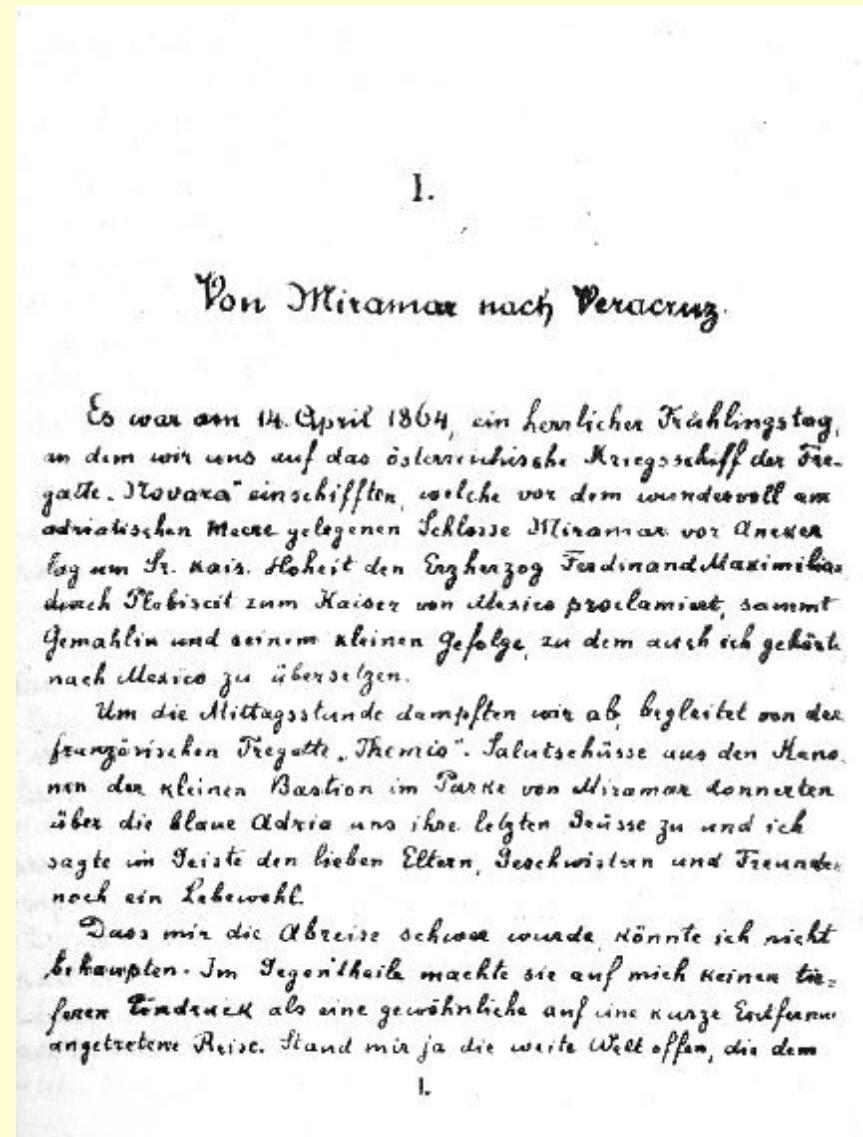 I.
Von Miramar nach Veracruz.
Es war am 14. April 1864, ein herrlicher Frühlingstag,
an dem wir uns auf das österreichische Kriegsschiff der Fre-
gatte „Novara" einschifften, welche vor dem wundervoll am
adriatischen Meere gelegenen Schlosse Miramar vor Anker
lag um Sr. Kais. Hoheit den Erzherzog Ferdinand Maximilian
durch Plebiscit zum Kaiser von Mexico proclamiert, sammt
Gemahlin und seinem kleinen Gefolge, zu dem auch ich gehörte
nach Mexico zu übersetzen.
Um die Mittagsstunde dampften wir ab, begleitet von der
französischen Fregatte „Themis". Salutschüsse aus den Kano-
nen der kleinen Bastion im Parke von Miramar donnerten
über die blaue Adria uns ihre letzten Grüsse zu und ich
sagte im Geiste den lieben Eltern, Geschwistern und Freunden
noch ein Lebewohl.
Dass mir die Abreise schwer wurde, könnte ich nicht
behaupten. Im Gegentheile machte sie auf mich keinen tie-
feren Eindruck als eine gewöhnliche auf eine kurze Entfernung
angetretene Reise. Stand mir ja die weite Welt offen, die dem
1.